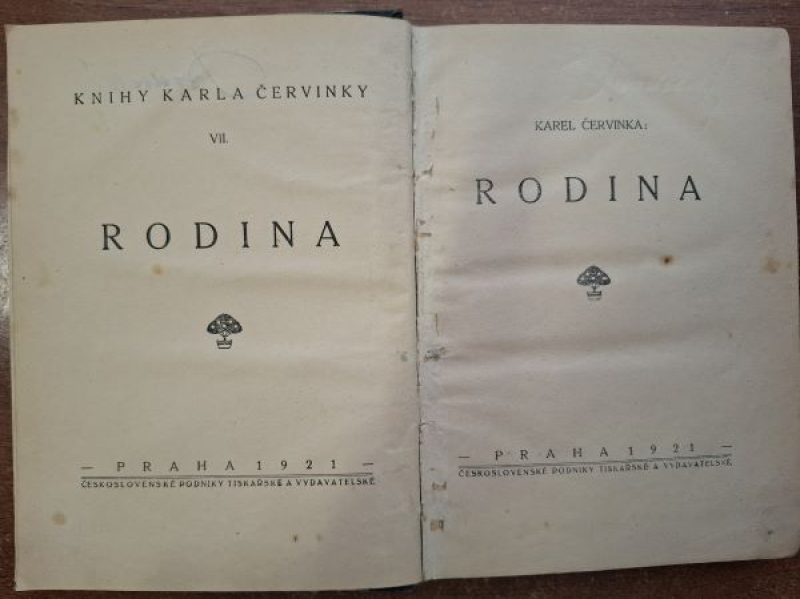 KNIHY KARLA ČERVINKY
VII.
RODINA
— PRAHA 1921 —
ČESKOSLOVENSKÉ PODNIKY TISKAŘSKÉ A VYDAVATELSKÉ
KAREL ČERVINKA:
RODINA
— PRAHA 1921 —
ČESKOSLOVENSKÉ PODNIKY TISKAŘSKÉ A VYDAVATELSKÉ